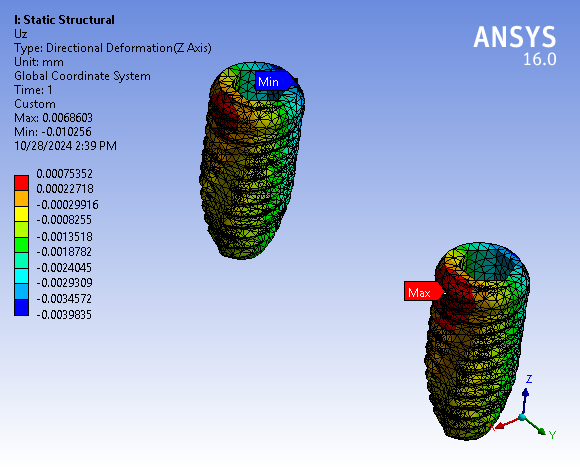 I: Static Structural
Uz
Type: Directional Deformation(Z Axis)
Unit: mm
Global Coordinate System
Time: 1
Custom
Max: 0.0068603
Min: -0.010256
10/28/2024 2:39 PM
ANSYS
16.0
0.00075352
0.00022718
-0.00029916
-0.0008255
-0.0013518
-0.0018782
-0.0024045
-0.0029309
-0.0034572
-0.0039835
Min
Max
Z
X
Y